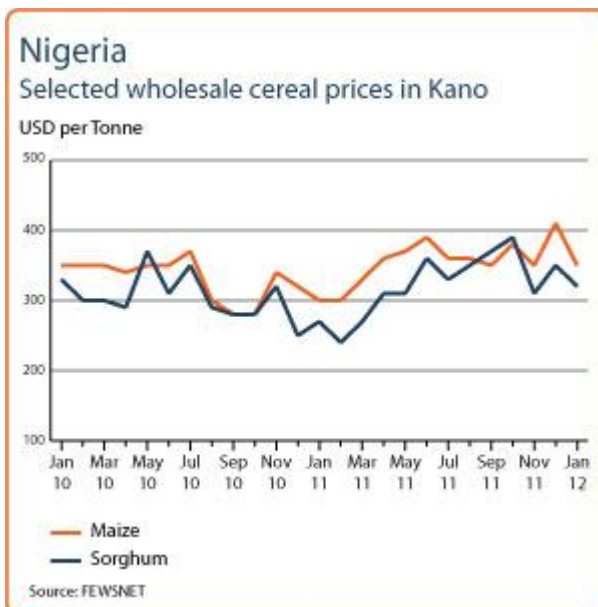 Nigeria
Selected wholesale cereal prices in Kano
USD per Tonne
500
400
300
200
100
Jan Mar May Jul Sep Nov Jan Mar May Jul Sep Nov Jan
10 10 10 10 10 10 11 11 11 11 11 11 12
Maize
Sorghum
Source: FEWSNET